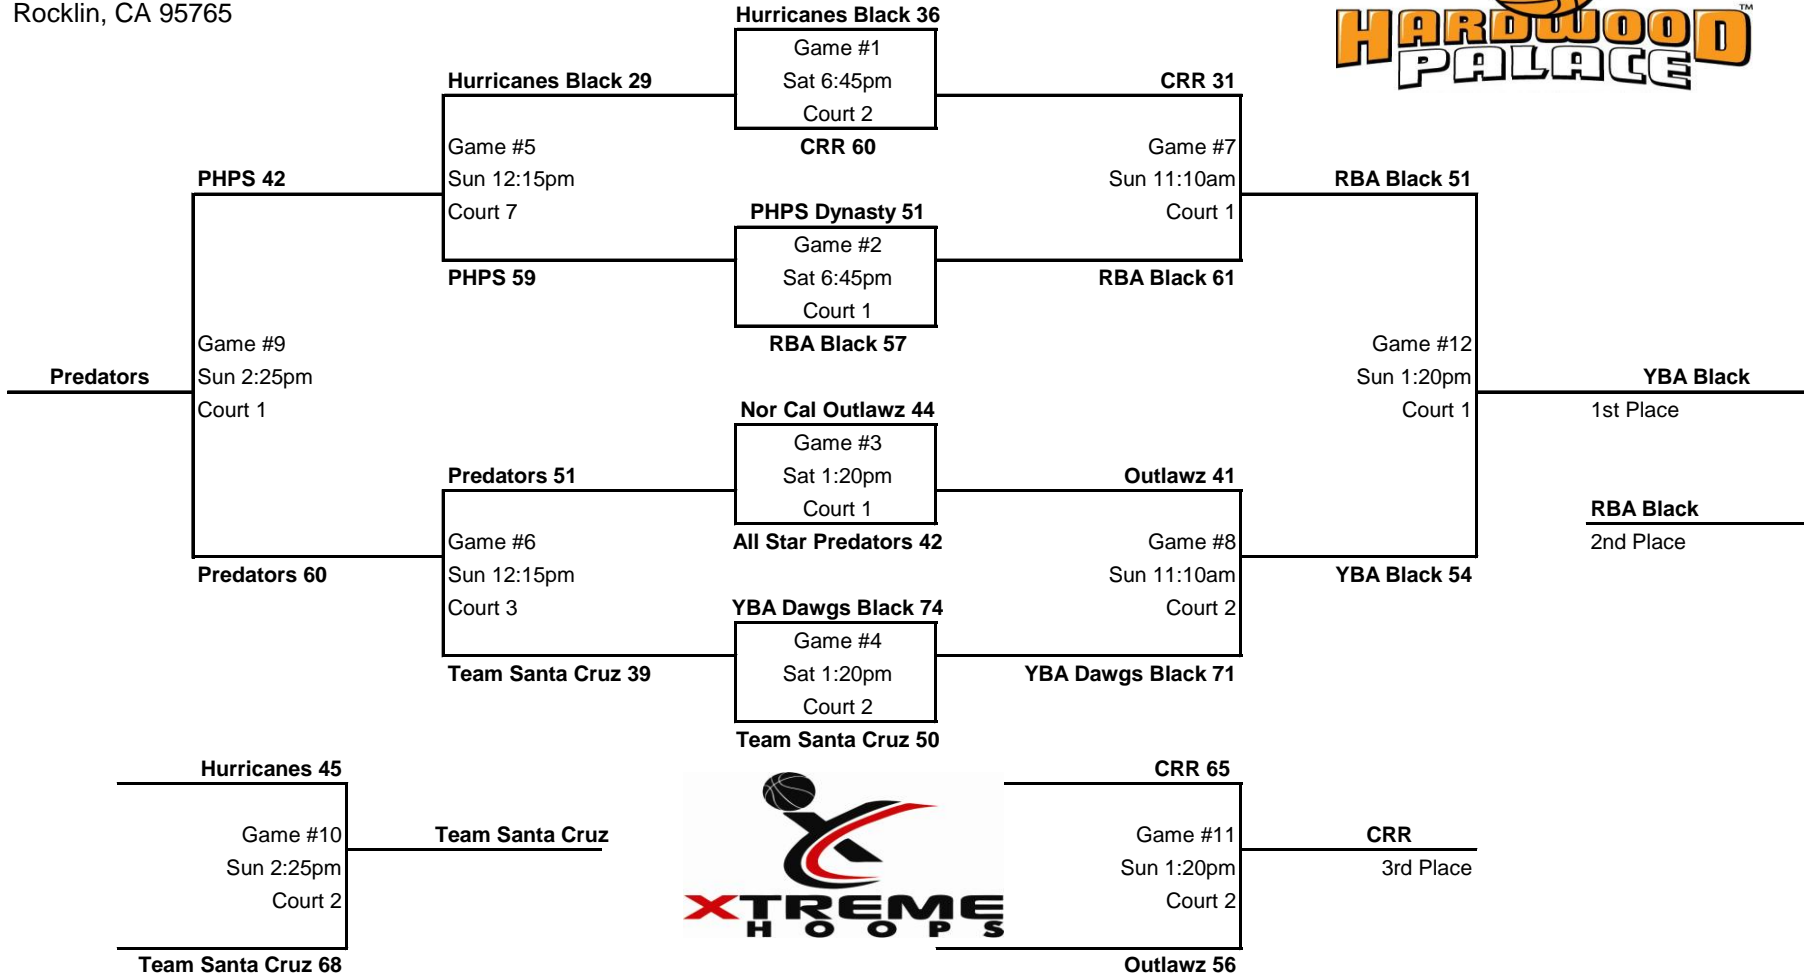 Rocklin, CA 95765
HARDWOOD
PALACE
TM
Hurricanes Black 36
Game #1
Sat 6:45pm
Court 2
CRR 60
Hurricanes Black 29
Game #5
Sun 12:15pm
Court 7
PHPS 59
CRR 31
Game #7
Sun 11:10am
Court 1
RBA Black 61
PHPS 42
Game #9
Sun 2:25pm
Court 1
Predators 60
Predators
PHPS Dynasty 51
Game #2
Sat 6:45pm
Court 1
RBA Black 57
RBA Black 51
Game #12
Sun 1:20pm
Court 1
YBA Black 54
YBA Black
1st Place
RBA Black
2nd Place
Nor Cal Outlawz 44
Game #3
Sat 1:20pm
Court 1
All Star Predators 42
Predators 51
Game #6
Sun 12:15pm
Court 3
Team Santa Cruz 39
Outlawz 41
Game #8
Sun 11:10am
Court 2
YBA Dawgs Black 71
YBA Dawgs Black 74
Game #4
Sat 1:20pm
Court 2
Team Santa Cruz 50
Hurricanes 45
Game #10
Sun 2:25pm
Court 2
Team Santa Cruz 68
Team Santa Cruz
XTREME
HOOPS
CRR 65
Game #11
Sun 1:20pm
Court 2
Outlawz 56
CRR
3rd Place